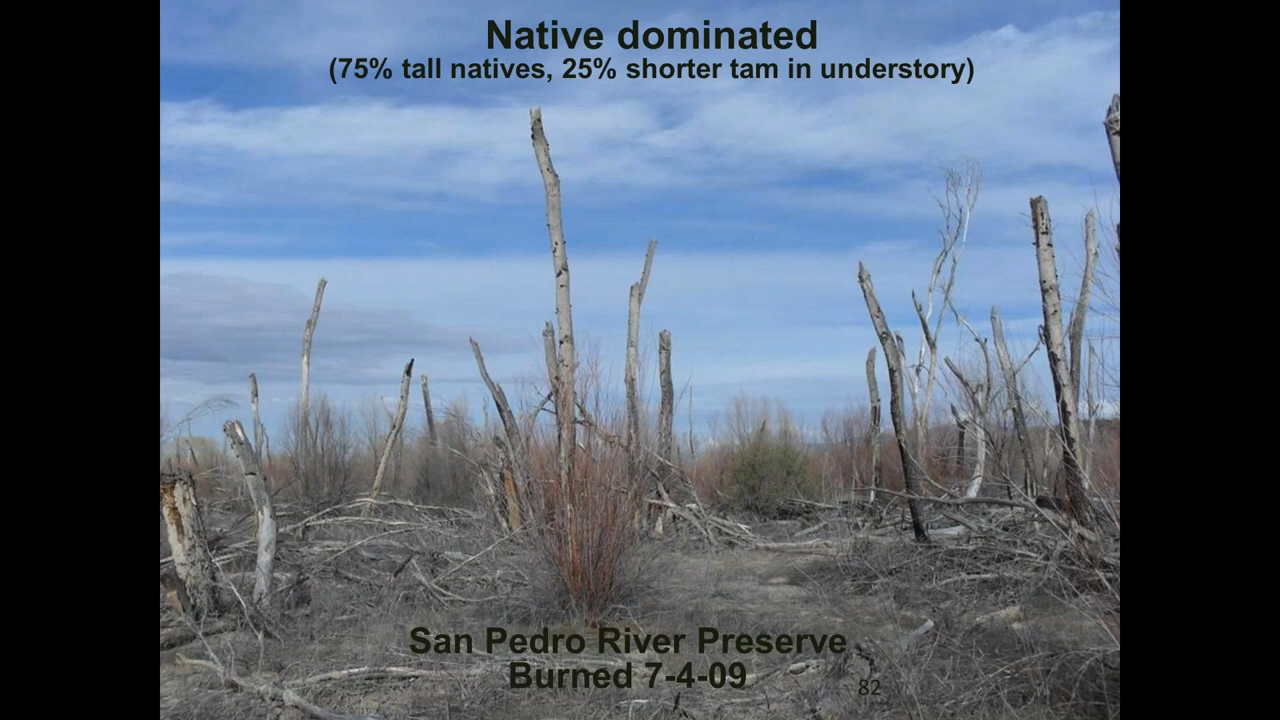 Native dominated
(75% tall natives, 25% shorter tam in understory)
San Pedro River Preserve
Burned 7-4-09
82